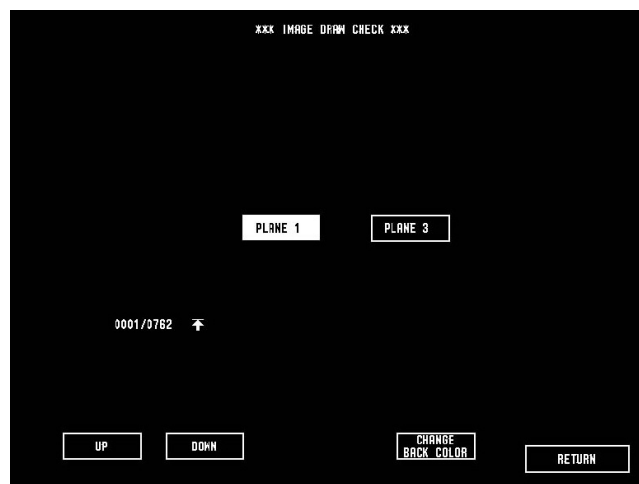 *** IMAGE DRAW CHECK ***
PLANE 1
PLANE 3
0001/0762
UP
DOWN
CHANGE
BACK COLOR
RETURN